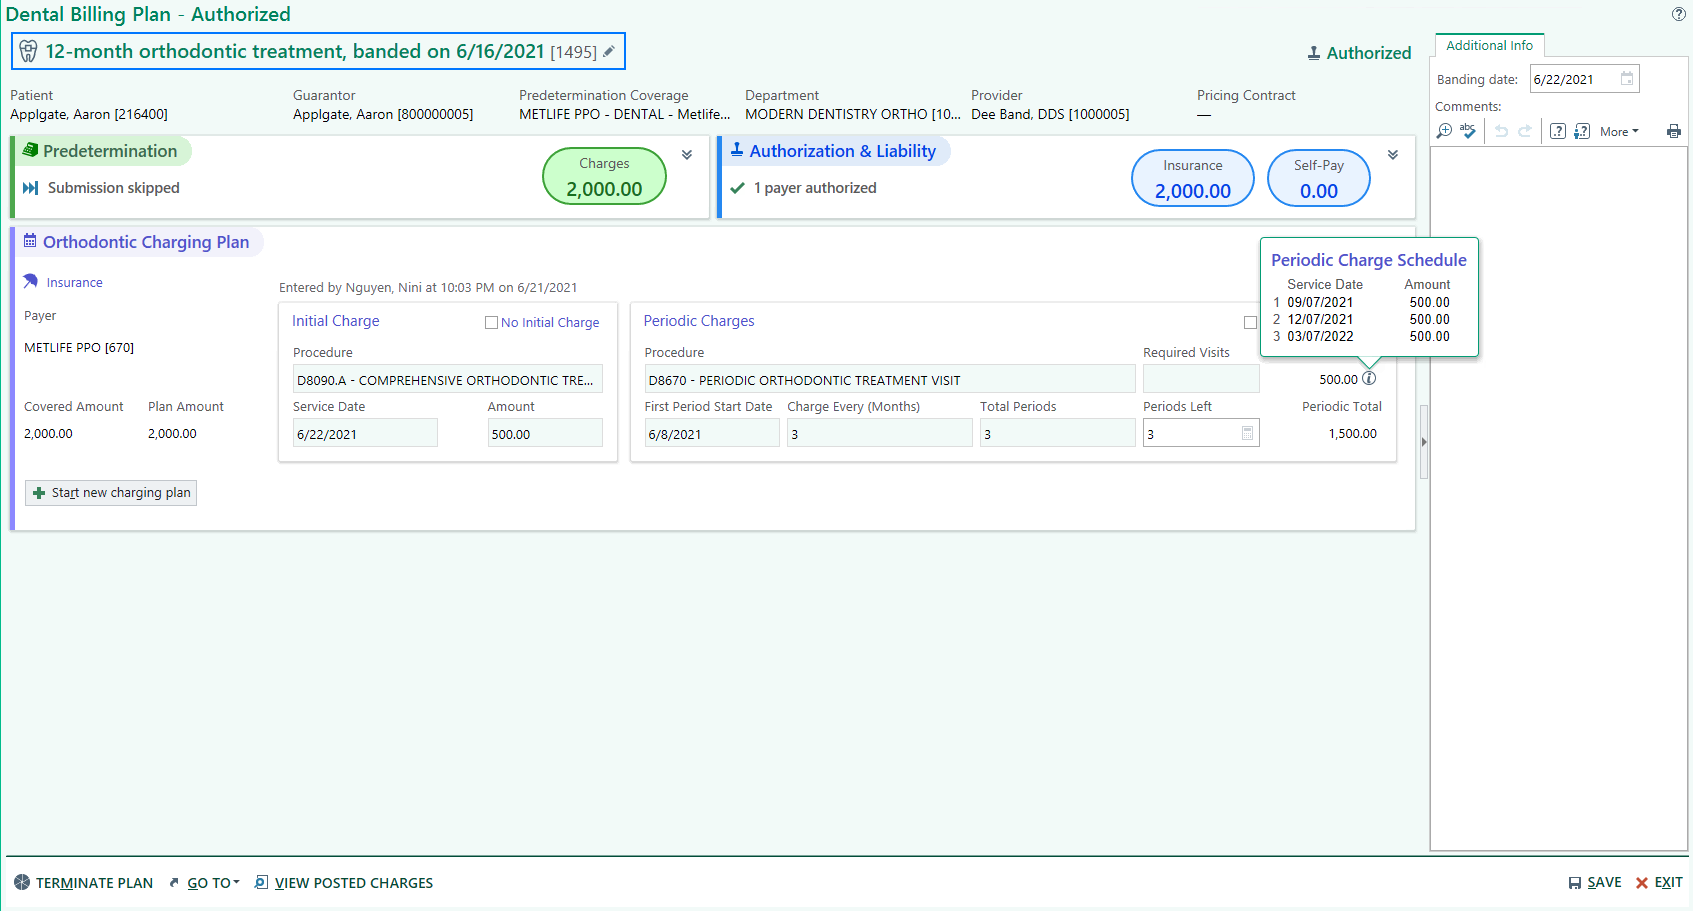 Dental Billing Plan - Authorized
12-month orthodontic treatment, banded on 6/16/2021 [1495]
Authorized
Patient
Applgate, Aaron [216400]
Guarantor
Applgate, Aaron [800000005]
Predetermination Coverage
METLIFE PPO - DENTAL - Metlife...
Department
MODERN DENTISTRY ORTHO [10...
Provider
Dee Band, DDS [1000005]
Pricing Contract
—
Predetermination
Submission skipped
Charges
2,000.00
Authorization & Liability
1 payer authorized
Insurance
2,000.00
Self-Pay
0.00
Orthodontic Charging Plan
Insurance
Payer
METLIFE PPO [670]
Covered Amount
2,000.00
Plan Amount
2,000.00
Entered by Nguyen, Nini at 10:03 PM on 6/21/2021
Initial Charge
No Initial Charge
Procedure
D8090.A - COMPREHENSIVE ORTHODONTIC TRE...
Service Date
6/22/2021
Amount
500.00
Periodic Charges
Procedure
D8670 - PERIODIC ORTHODONTIC TREATMENT VISIT
Required Visits
500.00
First Period Start Date
6/8/2021
Charge Every (Months)
3
Total Periods
3
Periods Left
3
Periodic Total
1,500.00
Periodic Charge Schedule
Service Date Amount
1 09/07/2021 500.00
2 12/07/2021 500.00
3 03/07/2022 500.00
Start new charging plan
Additional Info
Banding date: 6/22/2021
Comments:
abc
More
TERMINATE PLAN
GO TO
VIEW POSTED CHARGES
SAVE
EXIT